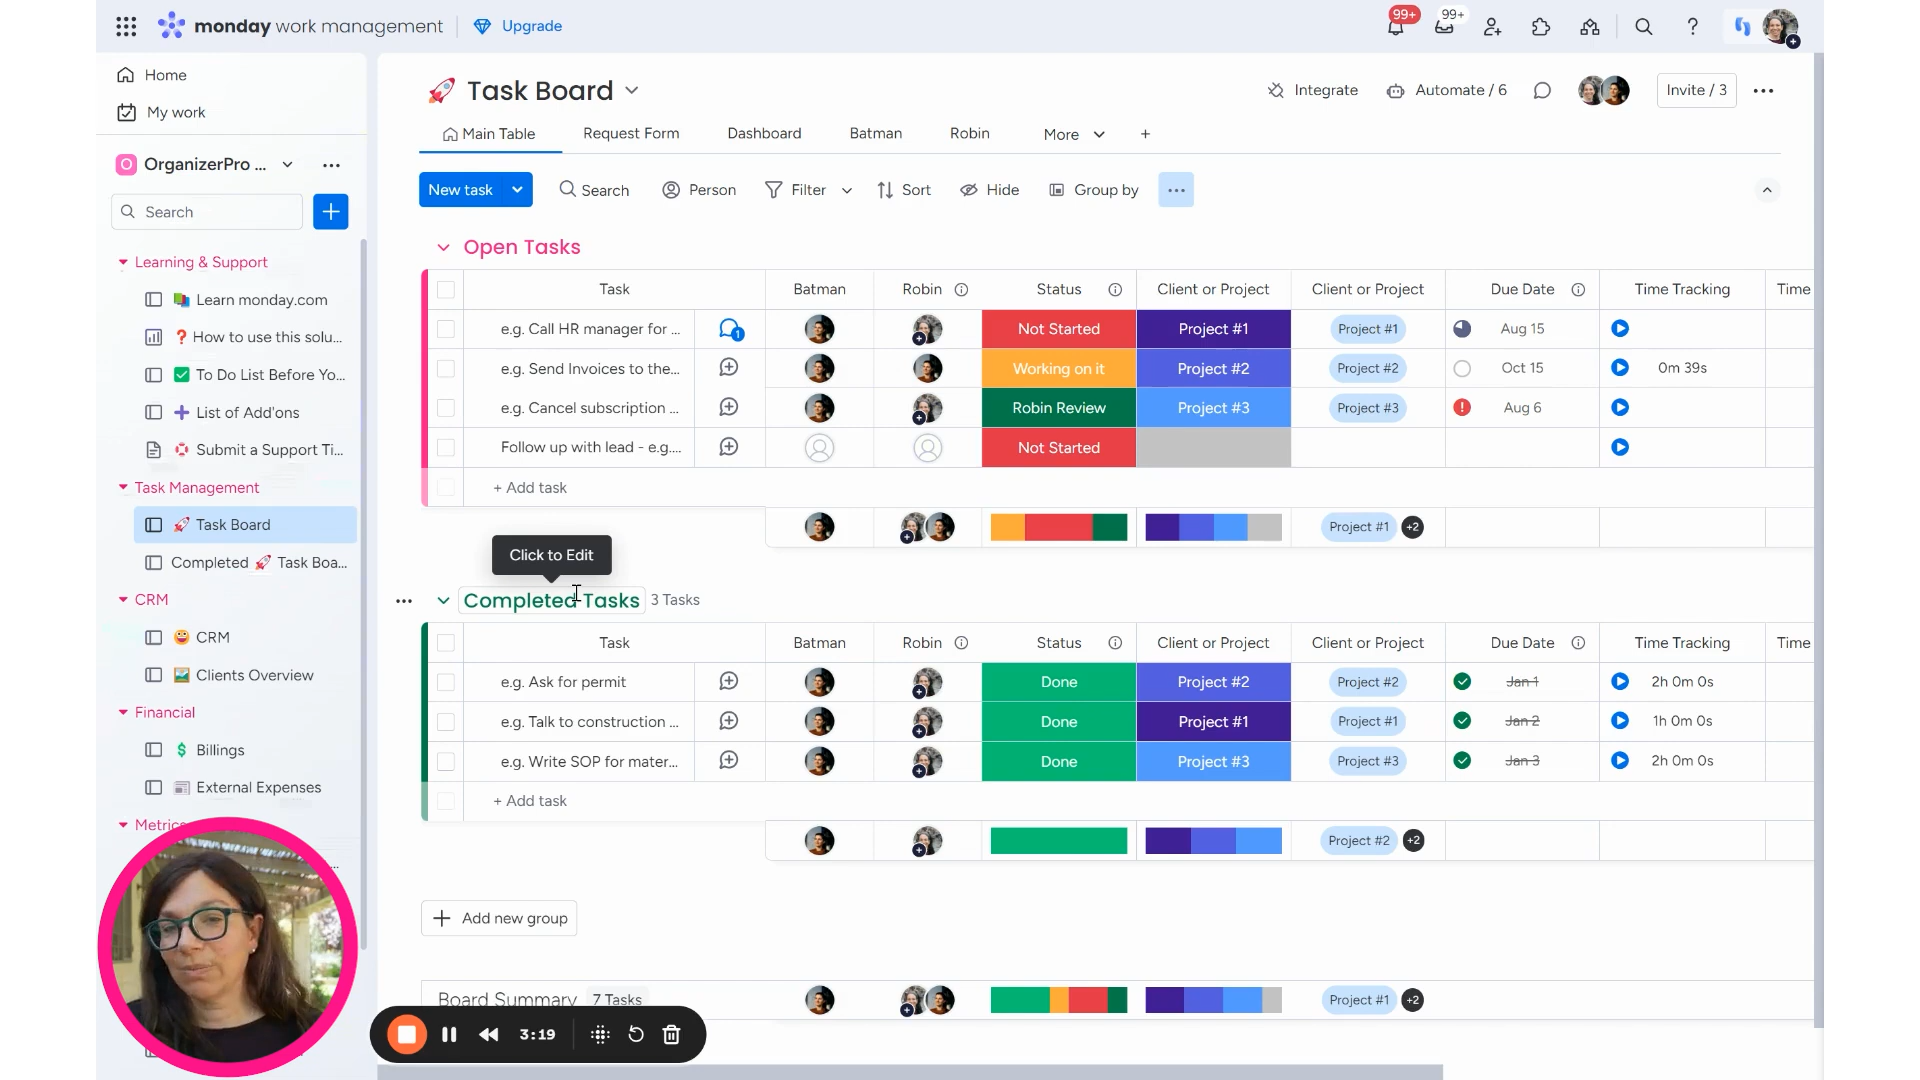 monday work management
Upgrade
99+
99+
Home
My work
OrganizerPro ...
Search
Learning & Support
Learn monday.com
How to use this solu...
To Do List Before Yo...
List of Add'ons
Submit a Support Ti...
Task Management
Task Board
Completed 🚀 Task Boa...
CRM
CRM
Clients Overview
Financial
Billings
External Expenses
Metrics
Task Board
Integrate
Automate / 6
Invite / 3
Main Table
Request Form
Dashboard
Batman
Robin
More
New task
Search
Person
Filter
Sort
Hide
Group by
Open Tasks
Task Batman Robin Status Client or Project Client or Project Due Date Time Tracking Time
e.g. Call HR manager for ... 1 Not Started Project #1 Project #1 Aug 15
e.g. Send Invoices to the... Working on it Project #2 Project #2 Oct 15 0m 39s
e.g. Cancel subscription ... Robin Review Project #3 Project #3 Aug 6
Follow up with lead - e.g.... Not Started
+ Add task
Project #1 +2
Click to Edit
Completed Tasks 3 Tasks
Task Batman Robin Status Client or Project Client or Project Due Date Time Tracking Time
e.g. Ask for permit Done Project #2 Project #2 Jan 1 2h 0m 0s
e.g. Talk to construction ... Done Project #1 Project #1 Jan 2 1h 0m 0s
e.g. Write SOP for mater... Done Project #3 Project #3 Jan 3 2h 0m 0s
+ Add task
Project #2 +2
Add new group
Board Summary 7 Tasks Project #1 +2
3:19